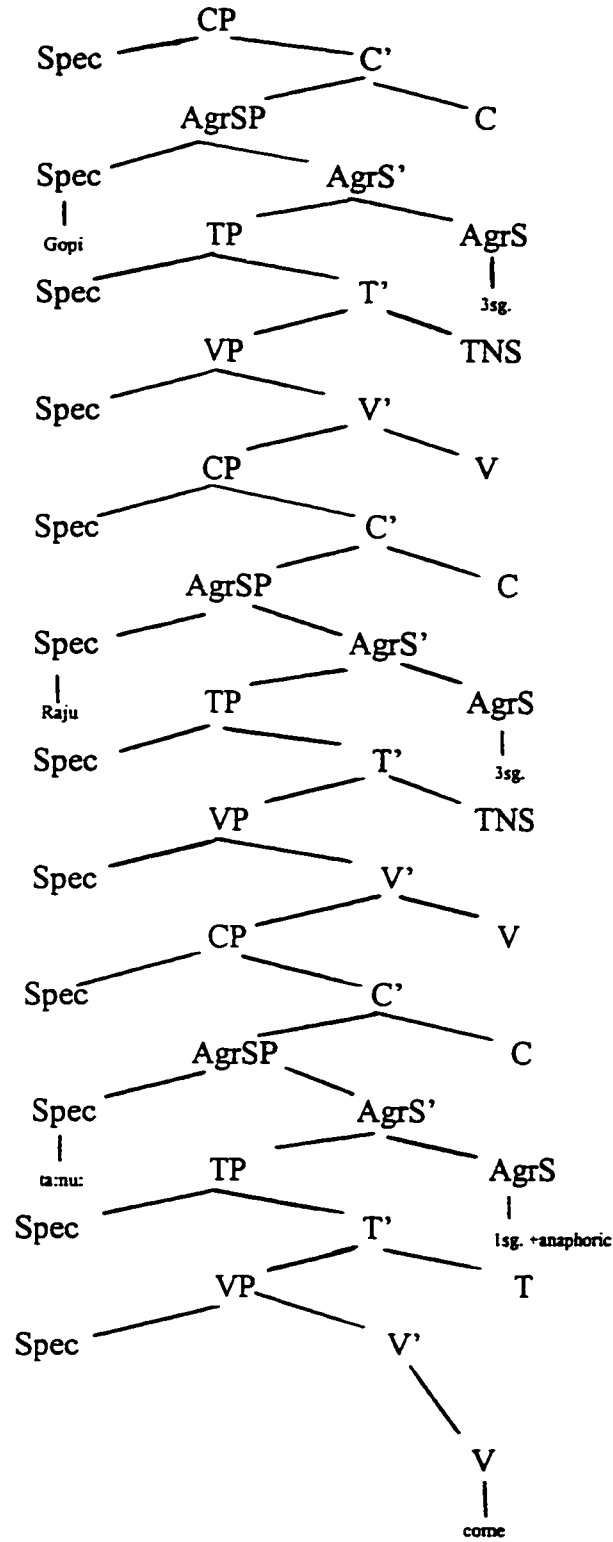 CP
Spec C'
AgrSP C
Spec AgrS'
Gopi TP AgrS
Spec T' 3sg.
VP TNS
Spec V'
CP V
Spec C'
AgrSP C
Spec AgrS'
Raju TP AgrS
Spec T' 3sg.
VP TNS
Spec V'
CP V
Spec C'
AgrSP C
Spec AgrS'
ta:nu: TP AgrS
Spec T' 1sg. +anaphoric
VP T
Spec V'
V
come